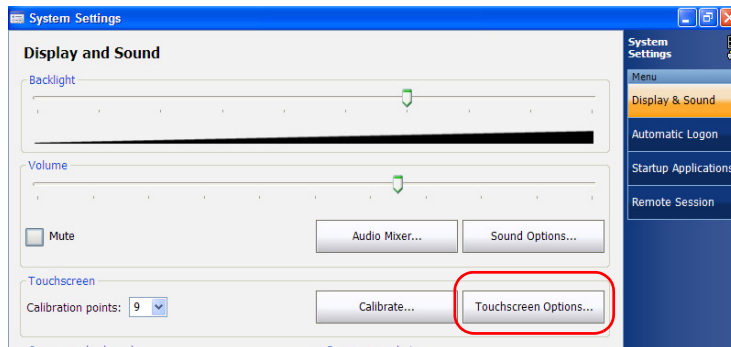 System Settings
Display and Sound
Backlight
Volume
Mute
Audio Mixer...
Sound Options...
Touchscreen
Calibration points: 9
Calibrate...
Touchscreen Options...
System
Settings
Menu
Display & Sound
Automatic Logon
Startup Applications
Remote Session